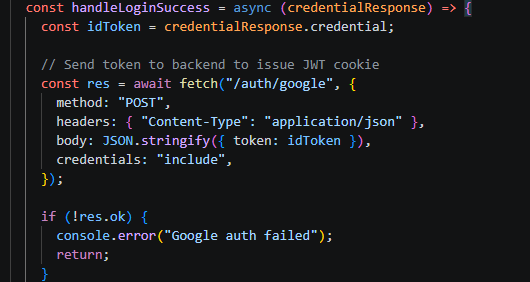 const handleLoginSuccess = async (credentialResponse) => {
const idToken = credentialResponse.credential;
// Send token to backend to issue JWT cookie
const res = await fetch("/auth/google", {
method: "POST",
headers: { "Content-Type": "application/json" },
body: JSON.stringify({ token: idToken }),
credentials: "include",
});
if (!res.ok) {
console.error("Google auth failed");
return;
}